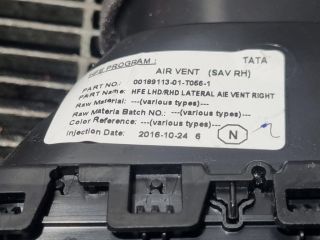 HFE PROGRAM : TATA
AIR VENT (SAV RH)
PART NO.: 00189113-01-T056-1
PART NAME: HFE LHD/RHD LATERAL AIE VENT RIGHT
Raw Material: ---(various types)---
Raw Materia Batch NO.: ---(various types)---
Color Reference: ---(various types)---
Injection Date: 2016-10-24 6 N